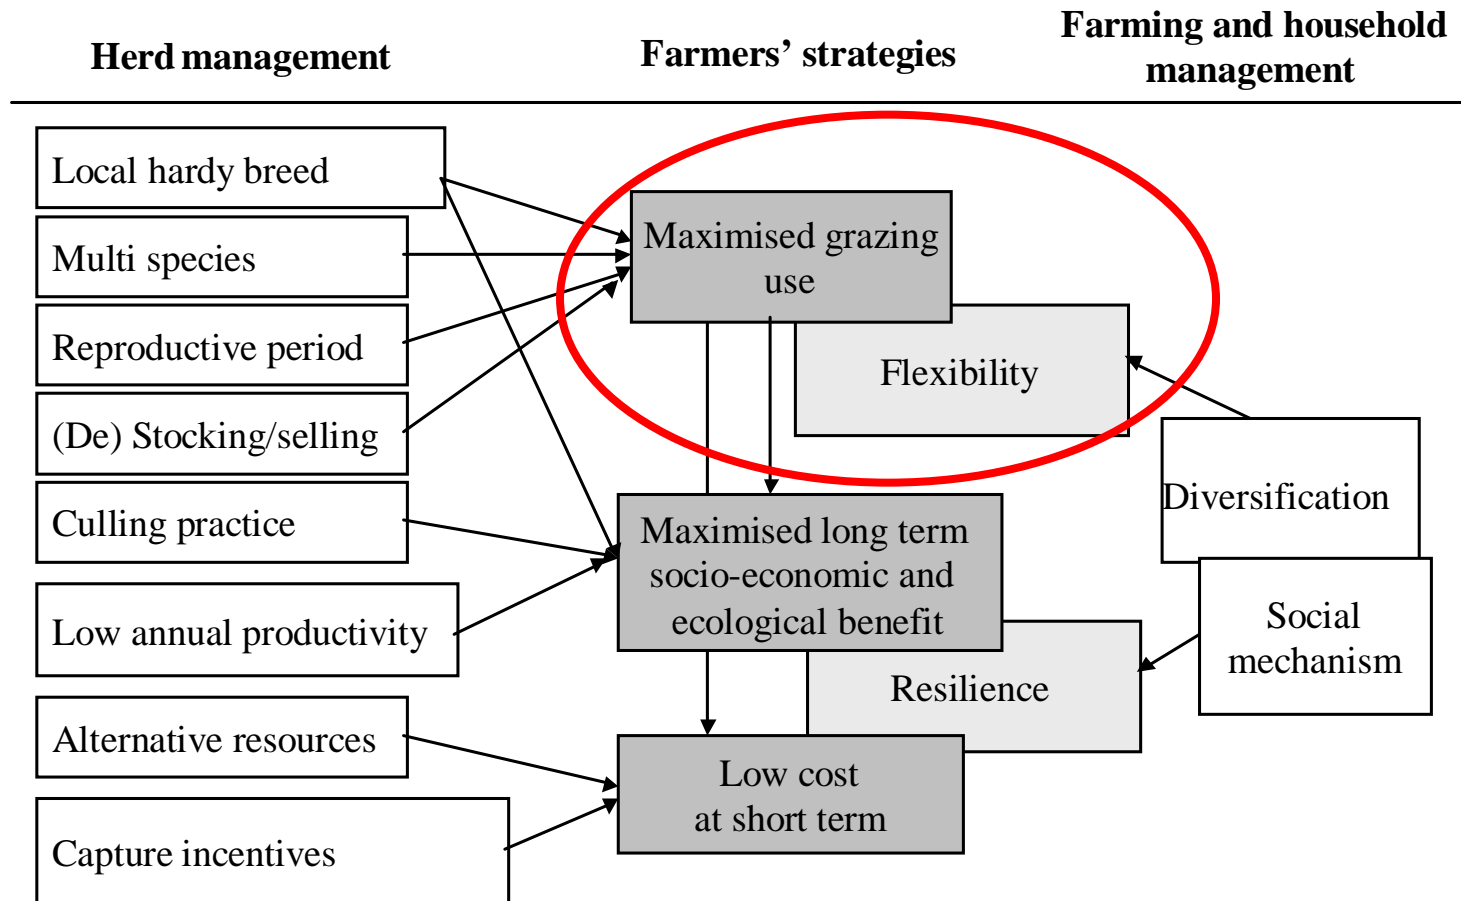 Herd management
Farmers’ strategies
Farming and household
management
Local hardy breed
Multi species
Reproductive period
(De) Stocking/selling
Culling practice
Low annual productivity
Alternative resources
Capture incentives
Maximised grazing
use
Flexibility
Maximised long term
socio-economic and
ecological benefit
Resilience
Low cost
at short term
Diversification
Social
mechanism